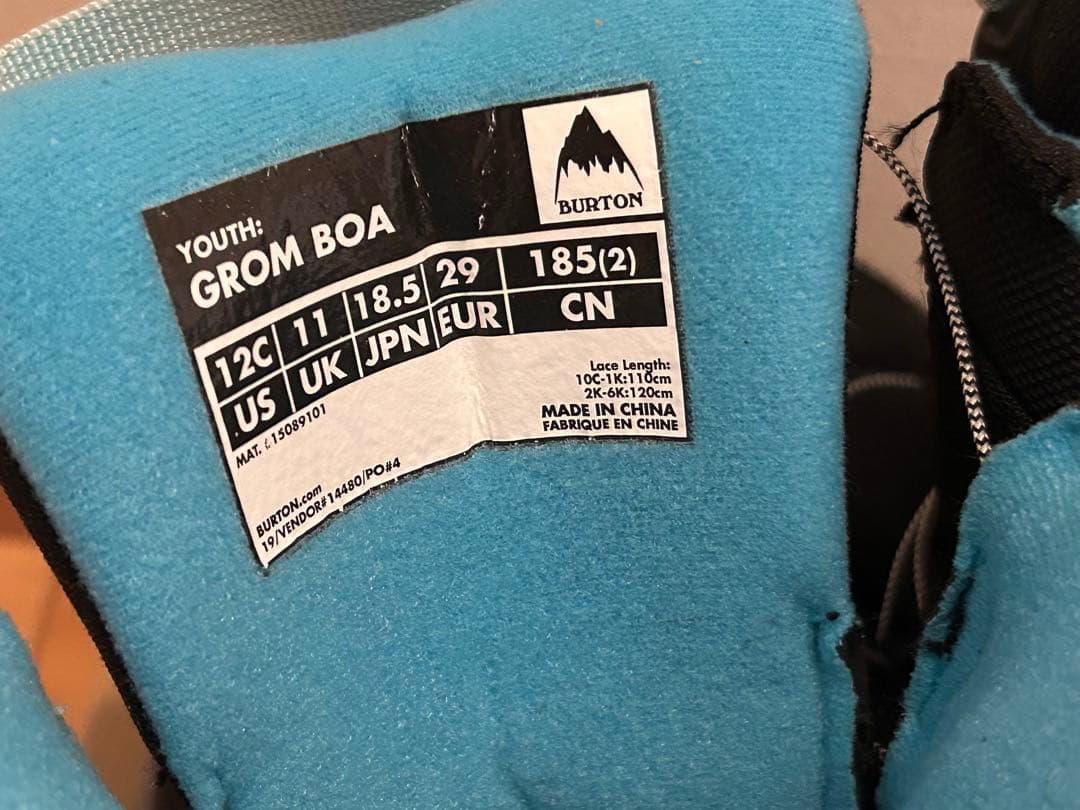 BURTON
YOUTH:
GROM BOA
12C 11 18.5 29 185(2)
US UK JPN EUR CN
MAT. :15089101
Lace Length:
10C-1K:110cm
2K-6K:120cm
MADE IN CHINA
FABRIQUE EN CHINE
BURTON.com
19/VENDOR#14480/PO#4